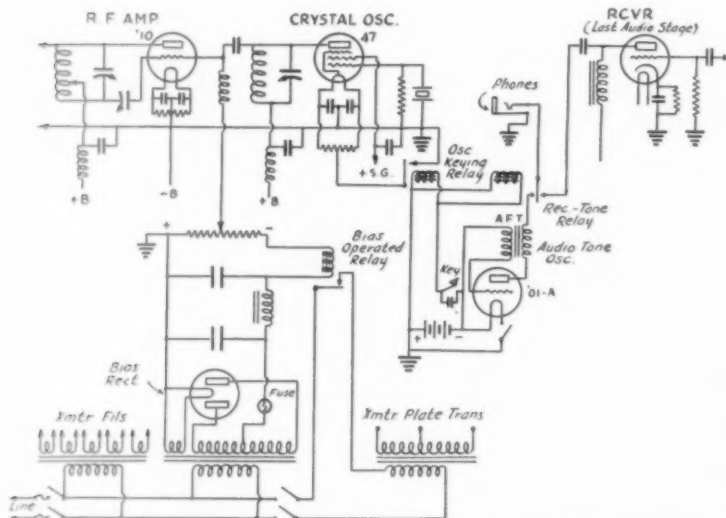 R.F. AMP.
'10
CRYSTAL OSC.
47
RCVR
(Last Audio Stage)
Phones
+B
-B
+B
+S.G.
Osc
Keying
Relay
Rec.-Tone
Relay
+
-
Bias
Operated
Relay
A.F.T.
Audio Tone
Osc.
Key
'01-A
+
-
Bias
Rect.
Fuse
Xmtr Fils
Xmtr Plate Trans
Line